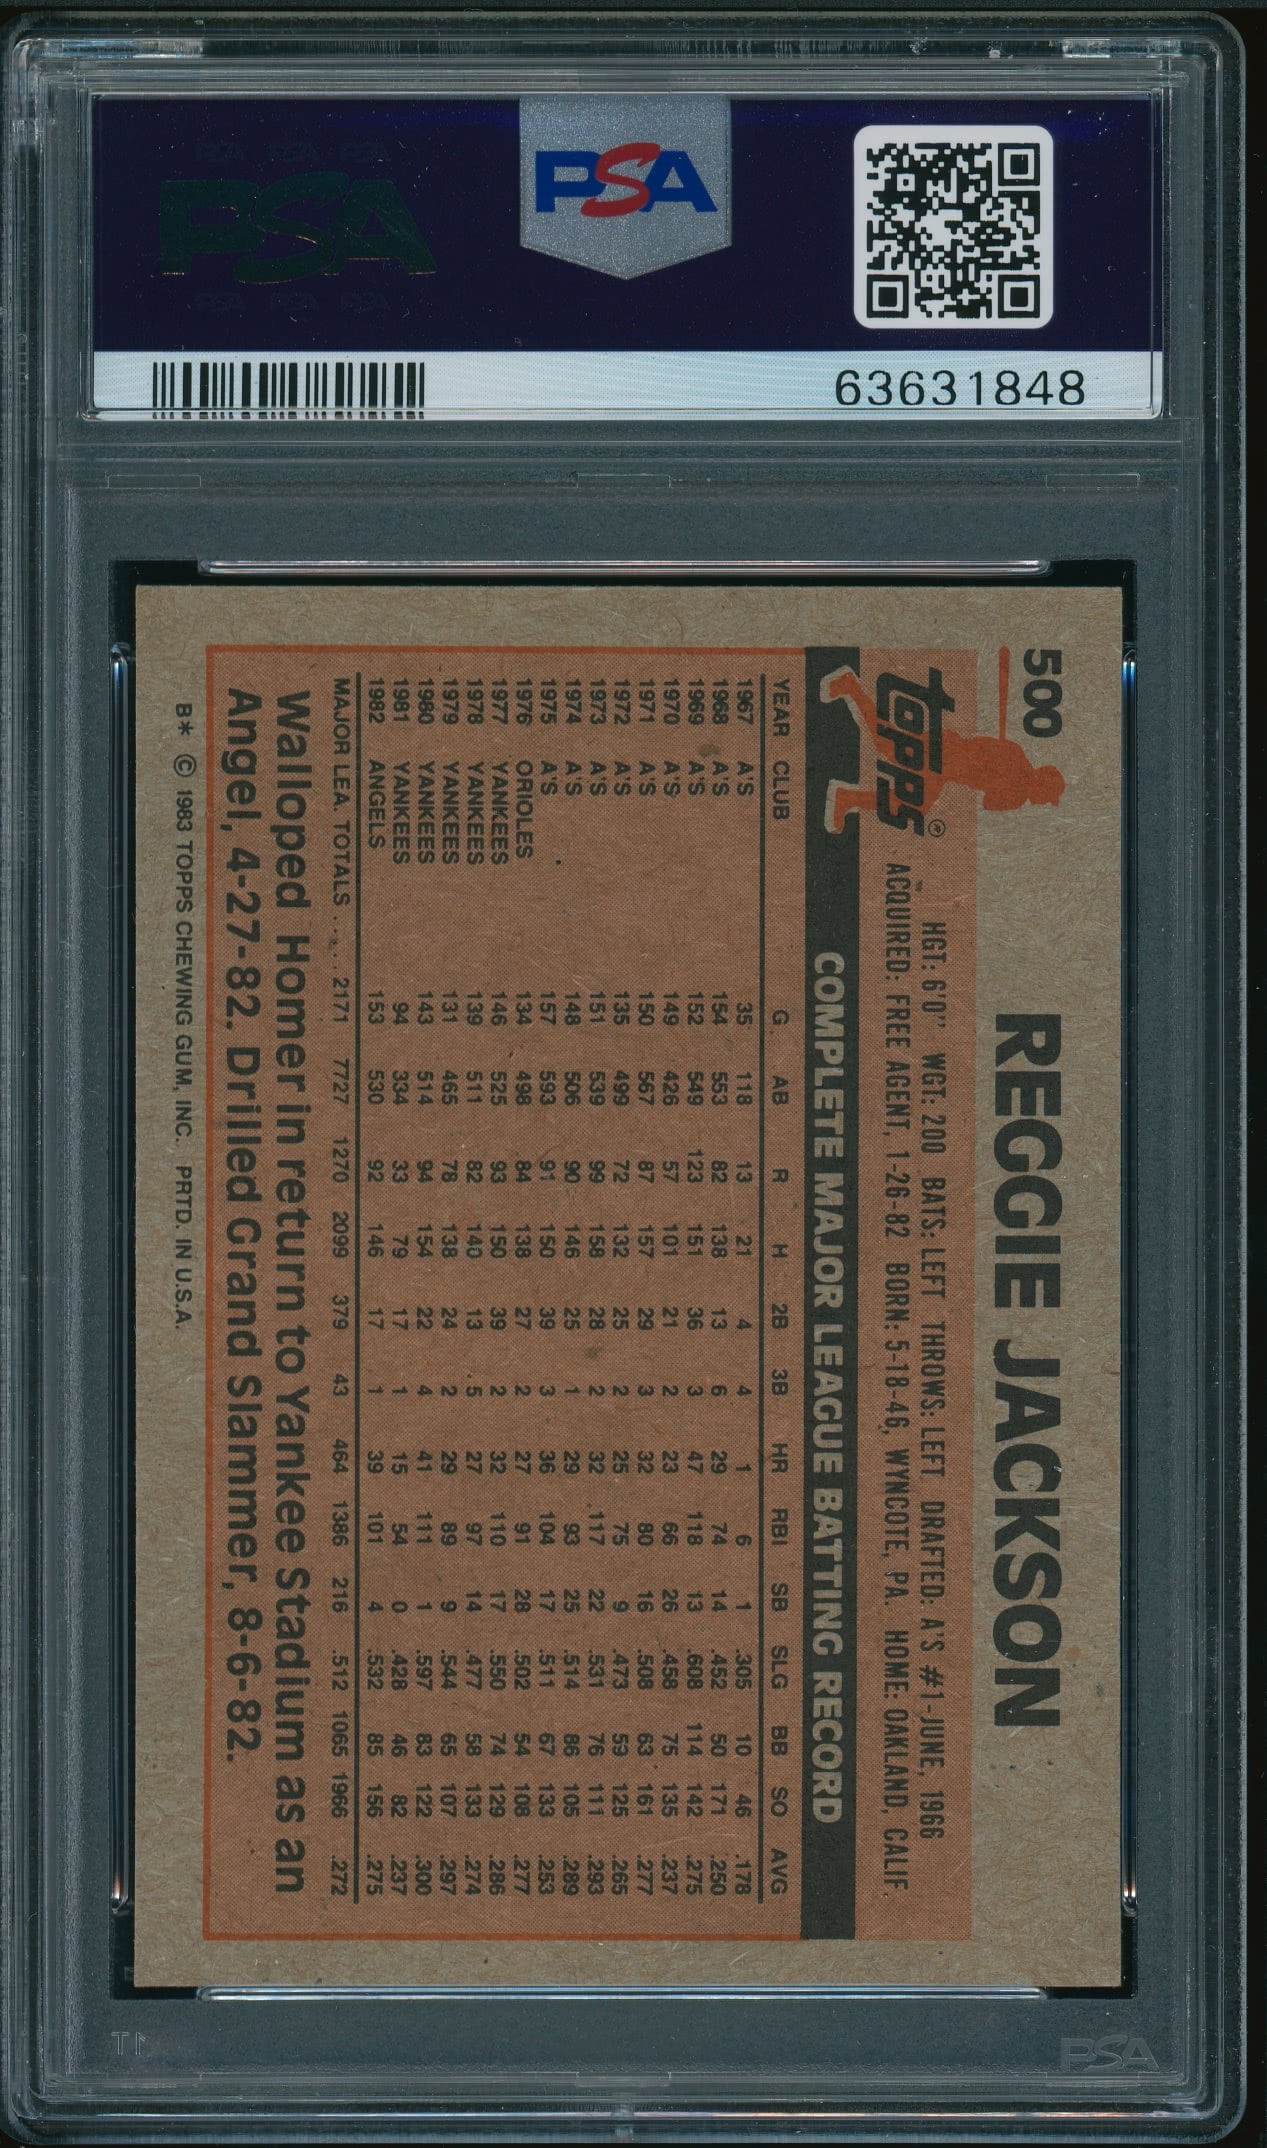 PSA PSA PSA
PSA
PSA PSA PSA
PSA
63631848
500
REGGIE JACKSON
topps®
HGT: 6'0" WGT: 200 BATS: LEFT THROWS: LEFT DRAFTED: A'S #1-JUNE, 1966
ACQUIRED: FREE AGENT, 1-26-82 BORN: 5-18-46, WYNCOTE, PA. HOME: OAKLAND, CALIF.
COMPLETE MAJOR LEAGUE BATTING RECORD
YEAR CLUB G AB R H 2B 3B HR RBI SB SLG BB SO AVG
1967 A'S 35 118 13 21 4 4 1 6 1 .305 10 46 .178
1968 A'S 154 553 82 138 13 6 29 74 14 .452 50 171 .250
1969 A'S 152 549 123 151 36 3 47 118 13 .608 114 142 .275
1970 A'S 149 426 57 101 21 2 23 66 26 .458 75 135 .237
1971 A'S 150 567 87 157 29 3 32 80 16 .508 63 161 .277
1972 A'S 135 499 72 132 25 2 25 75 9 .473 59 125 .265
1973 A'S 151 539 99 158 28 2 32 117 22 .531 76 111 .293
1974 A'S 148 506 90 146 25 1 29 93 25 .514 86 105 .289
1975 A'S 157 593 91 150 39 3 36 104 17 .511 67 133 .253
1976 ORIOLES 134 498 84 138 27 2 27 91 28 .502 54 108 .277
1977 YANKEES 146 525 93 150 39 2 32 110 17 .550 74 129 .286
1978 YANKEES 139 511 82 140 13 5 27 97 14 .477 58 133 .274
1979 YANKEES 131 465 78 138 24 2 29 89 9 .544 65 107 .297
1980 YANKEES 143 514 94 154 22 4 41 111 1 .597 83 122 .300
1981 YANKEES 94 334 33 79 17 1 15 54 0 .428 46 82 .237
1982 ANGELS 153 530 92 146 17 1 39 101 4 .532 85 156 .275
MAJOR LEA. TOTALS .... 2171 7727 1270 2099 379 43 464 1386 216 .512 1065 1966 .272
Walloped Homer in return to Yankee Stadium as an
Angel, 4-27-82. Drilled Grand Slammer, 8-6-82.
B* © 1983 TOPPS CHEWING GUM, INC. PRTD. IN U.S.A.
PSA